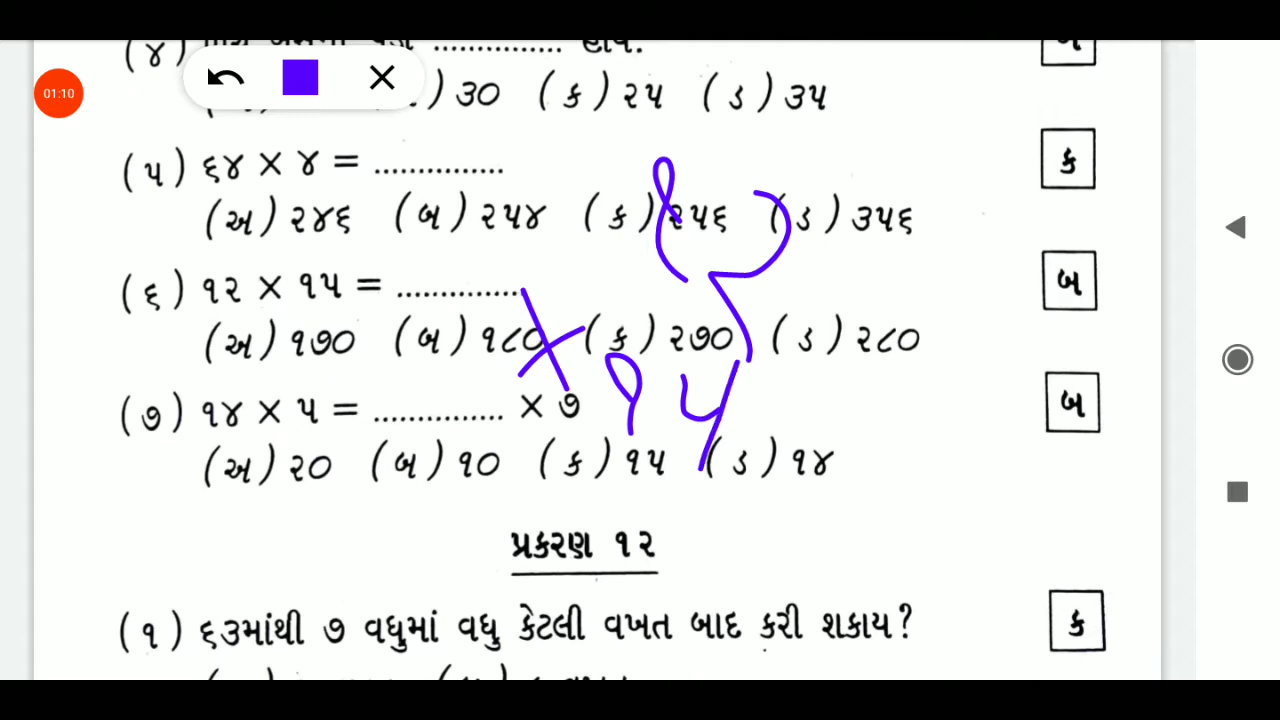 01:10
(૪) .............. હોય.
) ૩૦ ( ક ) ૨૫ ( ડ ) ૩૫
(૫) ૬૪ × ૪ = ............... ક
(અ) ૨૪૬ (બ) ૨૫૪ (ક) ૨૫૬ (ડ) ૩૫૬
(૬) ૧૨ × ૧૫ = .............. બ
(અ) ૧૭૦ (બ) ૧૮૦ (ક) ૨૭૦ (ડ) ૨૮૦
× ૧૫
(૭) ૧૪ × ૫ = ............... × ૭ બ
(અ) ૨૦ (બ) ૧૦ (ક) ૧૫ (ડ) ૧૪
પ્રકરણ ૧૨
(૧) ૬૩માંથી ૭ વધુમાં વધુ કેટલી વખત બાદ કરી શકાય? ક